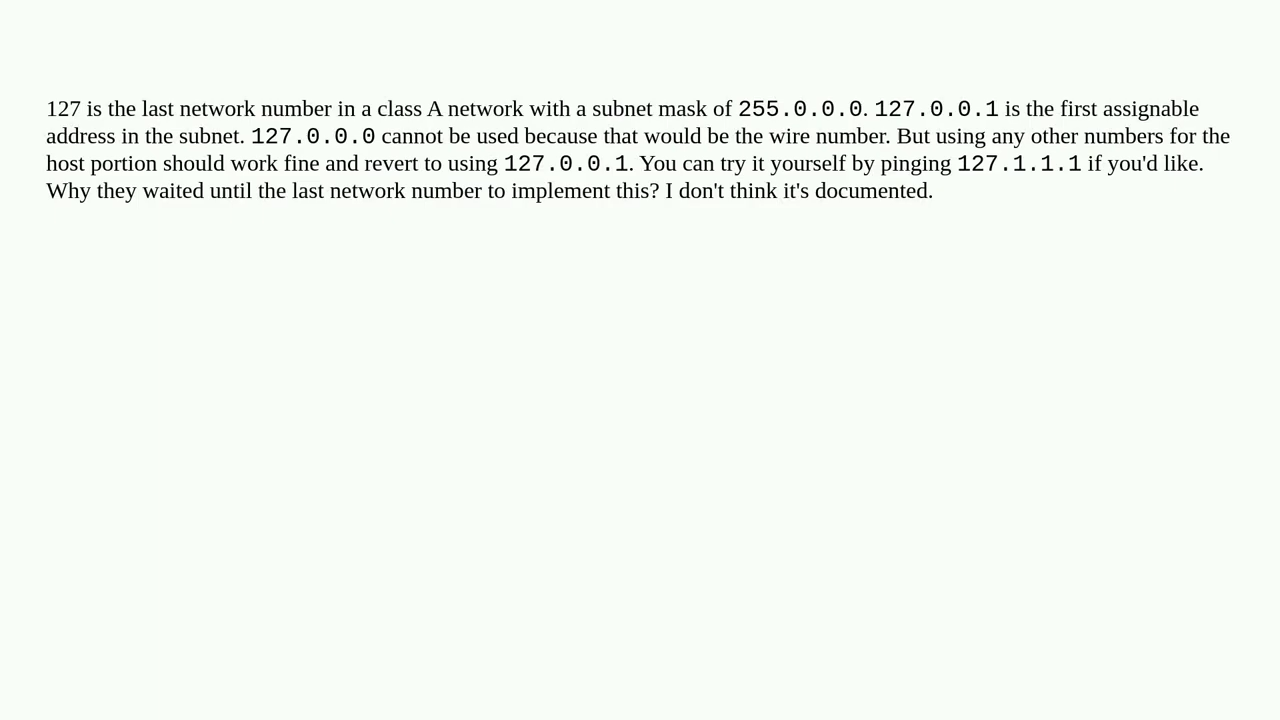 127 is the last network number in a class A network with a subnet mask of 255.0.0.0. 127.0.0.1 is the first assignable
address in the subnet. 127.0.0.0 cannot be used because that would be the wire number. But using any other numbers for the
host portion should work fine and revert to using 127.0.0.1. You can try it yourself by pinging 127.1.1.1 if you'd like.
Why they waited until the last network number to implement this? I don't think it's documented.